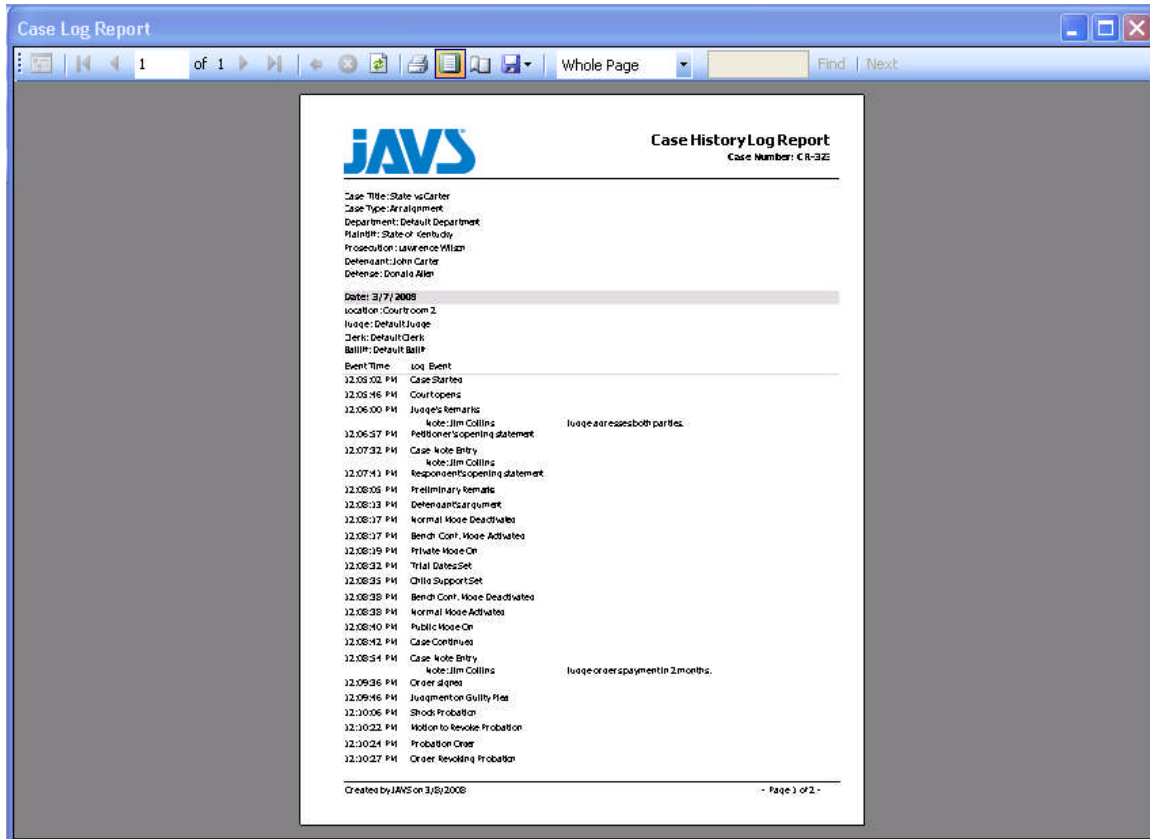 Case Log Report
1 of 1 Whole Page Find | Next
JAVS
Case History Log Report
Case Number: CR-323
Case Title: State vs Carter
Case Type: Arraignment
Department: Default Department
Plaintiff: State of Kentucky
Prosecution: Lawrence Wilson
Defendant: John Carter
Defense: Donald Allen
Date: 3/7/2008
Location: Courtroom 2
Judge: Default Judge
Clerk: Default Clerk
Bailiff: Default Bailiff
Event Time Log Event
12:05:02 PM Case Started
12:05:46 PM Court opens
12:06:00 PM Judge's Remarks
Note: Jim Collins Judge adresses both parties.
12:06:57 PM Petitioner's opening statement
12:07:32 PM Case Note Entry
Note: Jim Collins
12:07:41 PM Respondent's opening statement
12:08:05 PM Preliminary Remarks
12:08:13 PM Defendant's argument
12:08:17 PM Normal Mode Deactivated
12:08:17 PM Bench Conf. Mode Activated
12:08:19 PM Private Mode On
12:08:32 PM Trial Dates Set
12:08:35 PM Child Support Set
12:08:38 PM Bench Conf. Mode Deactivated
12:08:38 PM Normal Mode Activated
12:08:40 PM Public Mode On
12:08:42 PM Case Continued
12:08:54 PM Case Note Entry
Note: Jim Collins Judge orders payment in 2 months.
12:09:36 PM Order signed
12:09:46 PM Judgment on Guilty Plea
12:10:06 PM Shock Probation
12:10:22 PM Motion to Revoke Probation
12:10:24 PM Probation Order
12:10:27 PM Order Revoking Probation
Created by JAVS on 3/8/2008 - Page 1 of 2 -